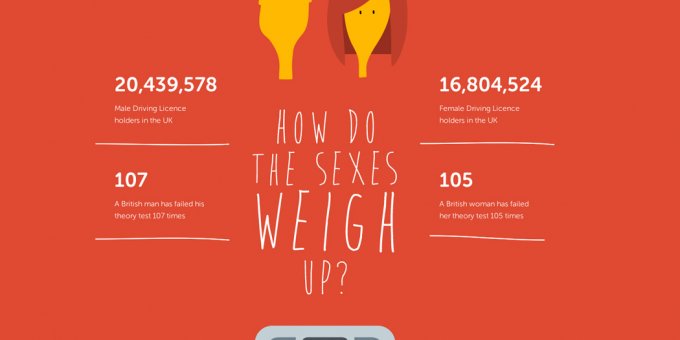 20,439,578
Male Driving Licence
holders in the UK
107
A British man has failed his
theory test 107 times
HOW DO
THE SEXES
WEIGH
UP?
16,804,524
Female Driving Licence
holders in the UK
105
A British woman has failed
her theory test 105 times